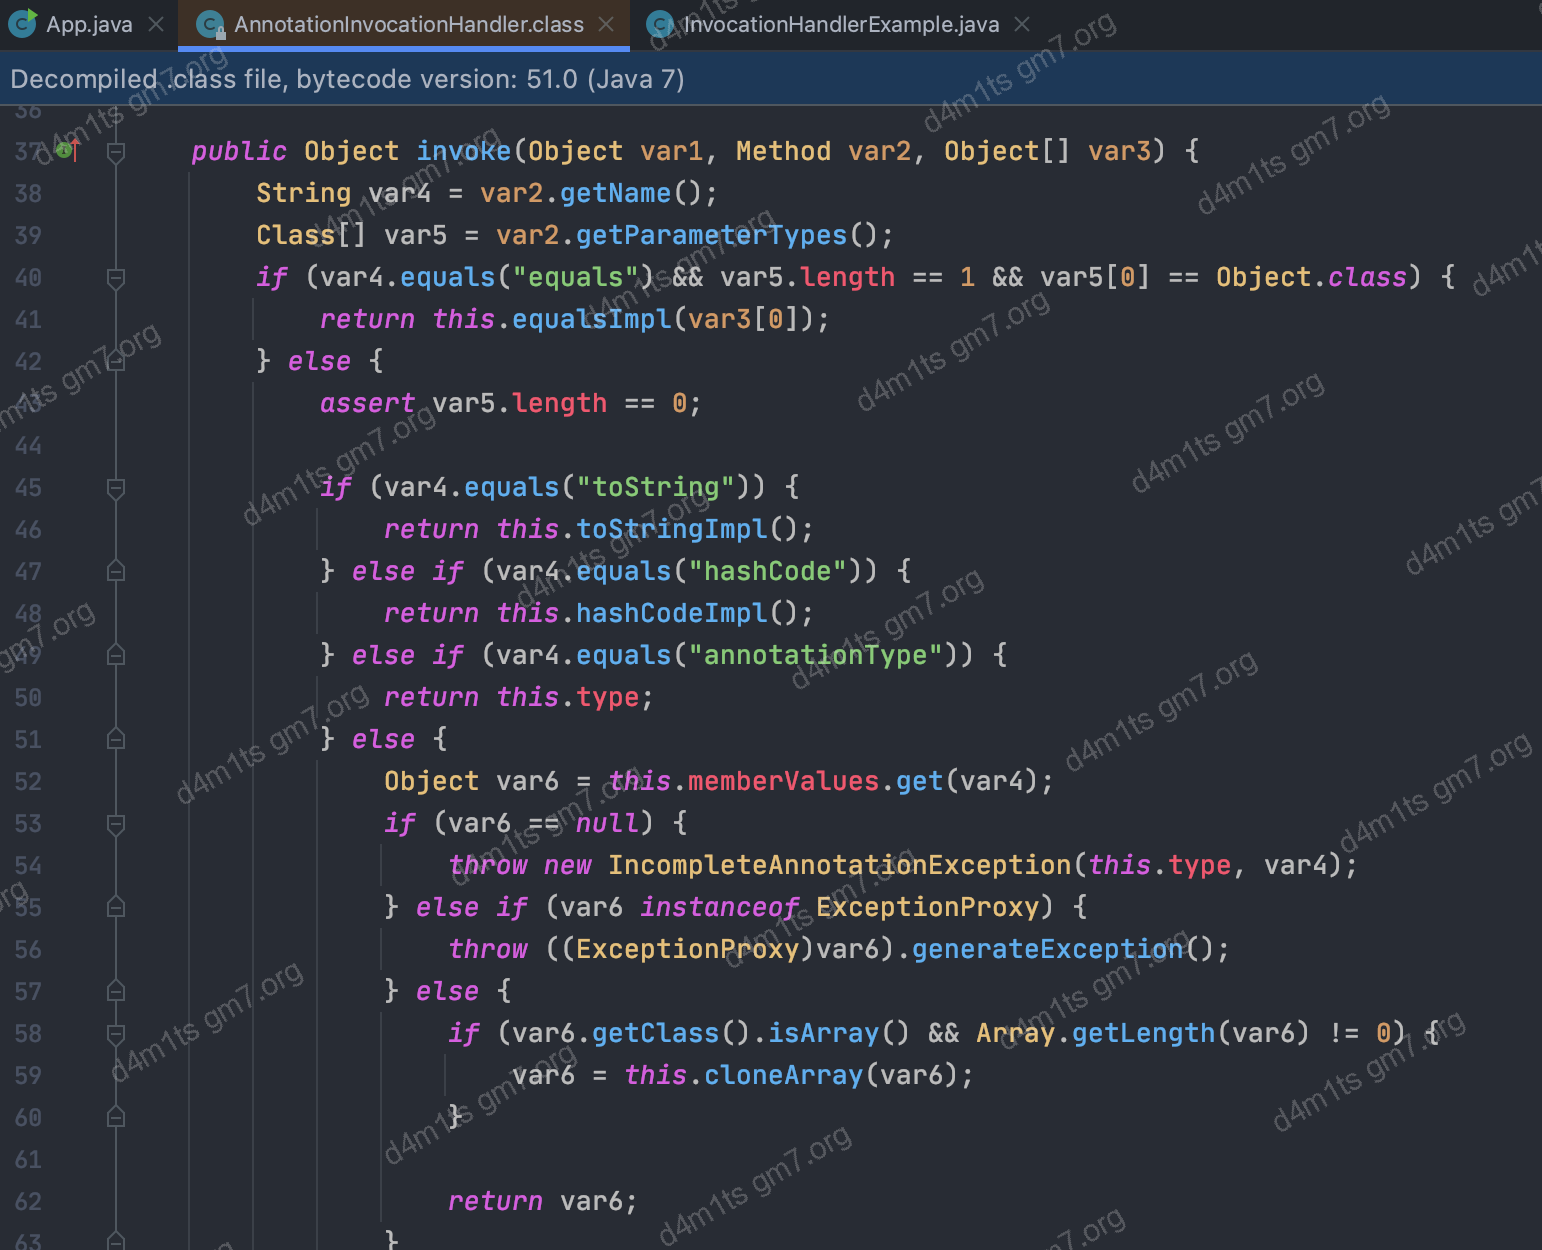 App.java
AnnotationInvocationHandler.class
InvocationHandlerExample.java
Decompiled .class file, bytecode version: 51.0 (Java 7)
36
37 public Object invoke(Object var1, Method var2, Object[] var3) {
38 String var4 = var2.getName();
39 Class[] var5 = var2.getParameterTypes();
40 if (var4.equals("equals") && var5.length == 1 && var5[0] == Object.class) {
41 return this.equalsImpl(var3[0]);
42 } else {
43 assert var5.length == 0;
44
45 if (var4.equals("toString")) {
46 return this.toStringImpl();
47 } else if (var4.equals("hashCode")) {
48 return this.hashCodeImpl();
49 } else if (var4.equals("annotationType")) {
50 return this.type;
51 } else {
52 Object var6 = this.memberValues.get(var4);
53 if (var6 == null) {
54 throw new IncompleteAnnotationException(this.type, var4);
55 } else if (var6 instanceof ExceptionProxy) {
56 throw ((ExceptionProxy)var6).generateException();
57 } else {
58 if (var6.getClass().isArray() && Array.getLength(var6) != 0) {
59 var6 = this.cloneArray(var6);
60 }
61
62 return var6;
63 }
d4m1ts gm7.org